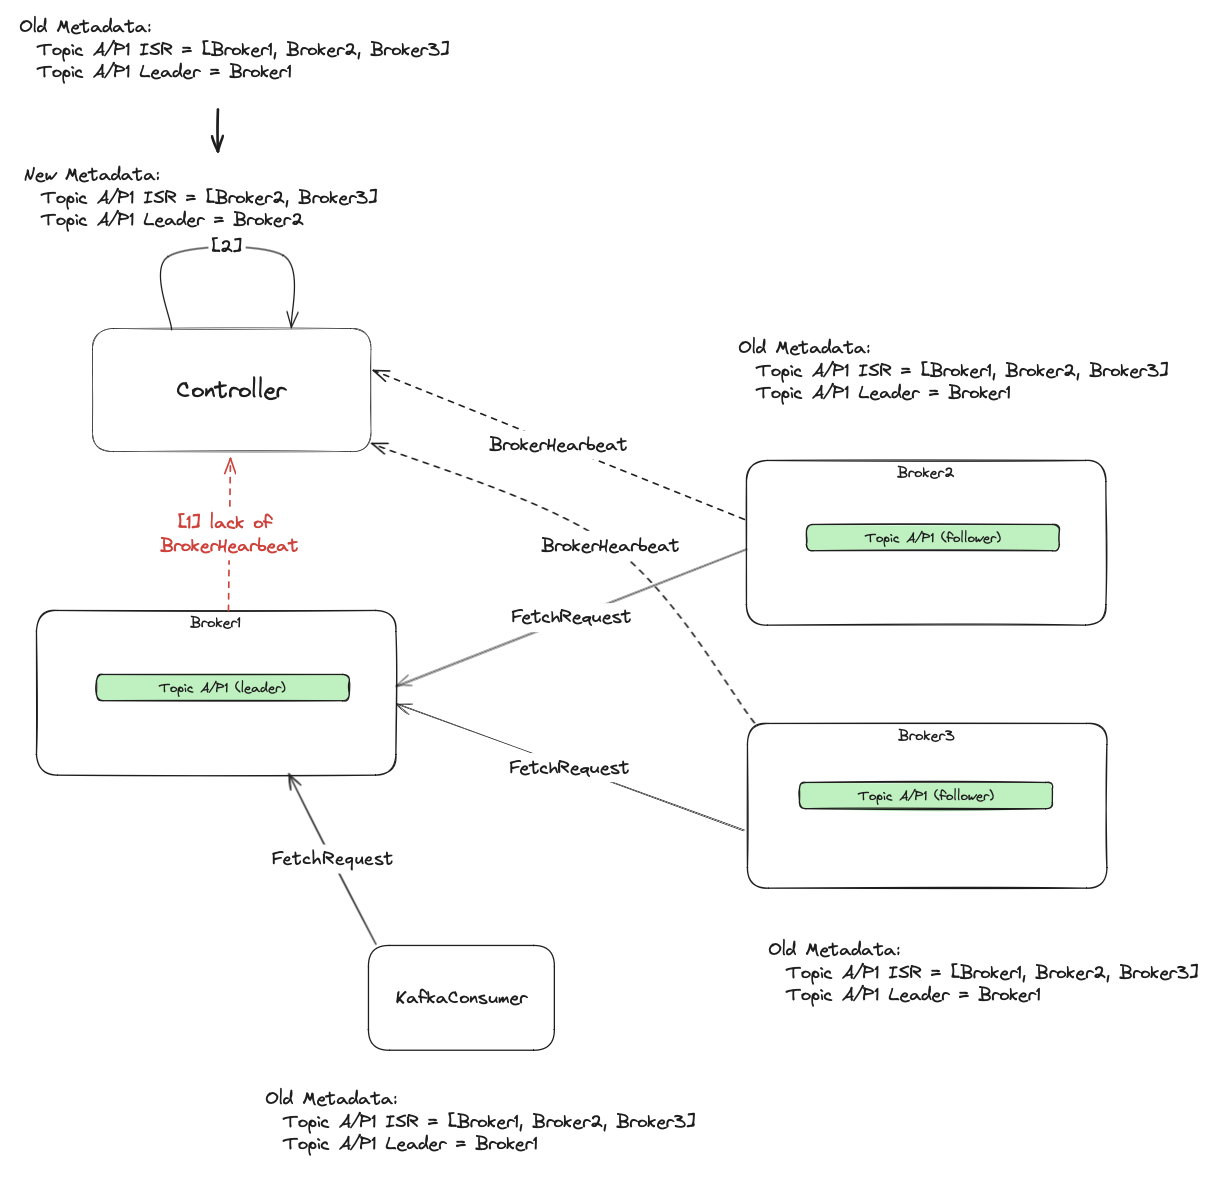 Old Metadata:
Topic A/P1 ISR = [Broker1, Broker2, Broker3]
Topic A/P1 Leader = Broker1
New Metadata:
Topic A/P1 ISR = [Broker2, Broker3]
Topic A/P1 Leader = Broker2
[2]
Controller
Old Metadata:
Topic A/P1 ISR = [Broker1, Broker2, Broker3]
Topic A/P1 Leader = Broker1
BrokerHearbeat
Broker2
Topic A/P1 (follower)
[1] lack of
BrokerHearbeat
BrokerHearbeat
FetchRequest
Broker1
Topic A/P1 (leader)
Broker3
FetchRequest
Topic A/P1 (follower)
FetchRequest
Old Metadata:
Topic A/P1 ISR = [Broker1, Broker2, Broker3]
Topic A/P1 Leader = Broker1
KafkaConsumer
Old Metadata:
Topic A/P1 ISR = [Broker1, Broker2, Broker3]
Topic A/P1 Leader = Broker1